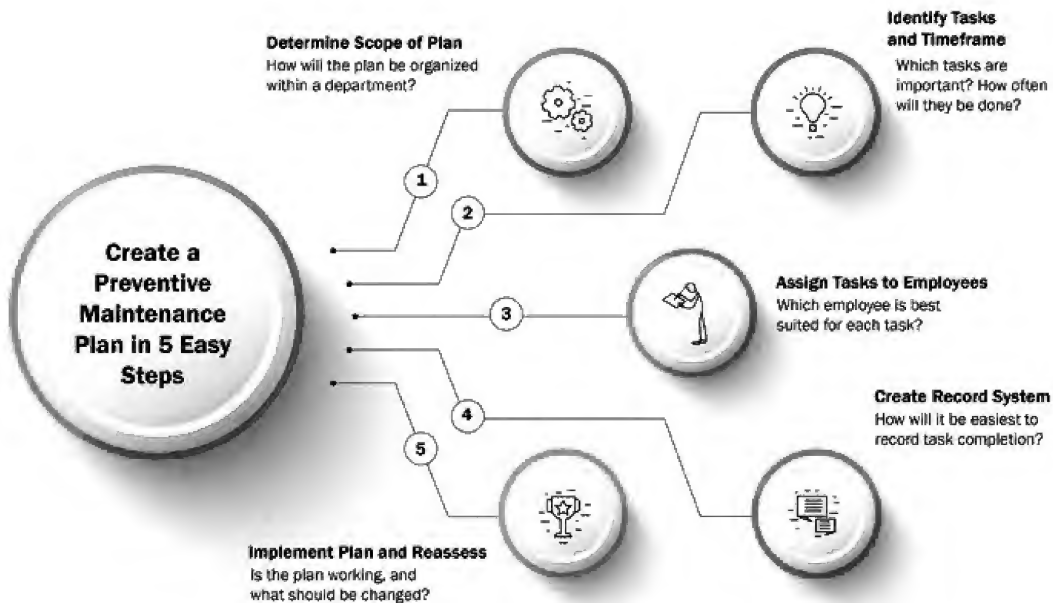 Create a
Preventive
Maintenance
Plan in 5 Easy
Steps
1
Determine Scope of Plan
How will the plan be organized
within a department?
2
Identify Tasks
and Timeframe
Which tasks are
important? How often
will they be done?
3
Assign Tasks to Employees
Which employee is best
suited for each task?
4
Create Record System
How will it be easiest to
record task completion?
5
Implement Plan and Reassess
Is the plan working, and
what should be changed?